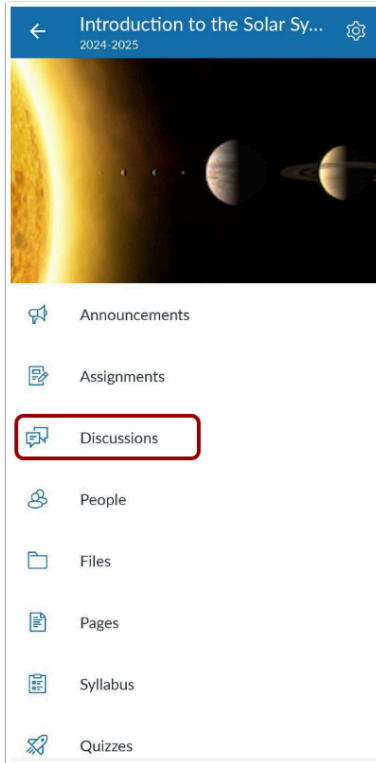 Introduction to the Solar Sy...
2024-2025
Announcements
Assignments
Discussions
People
Files
Pages
Syllabus
Quizzes